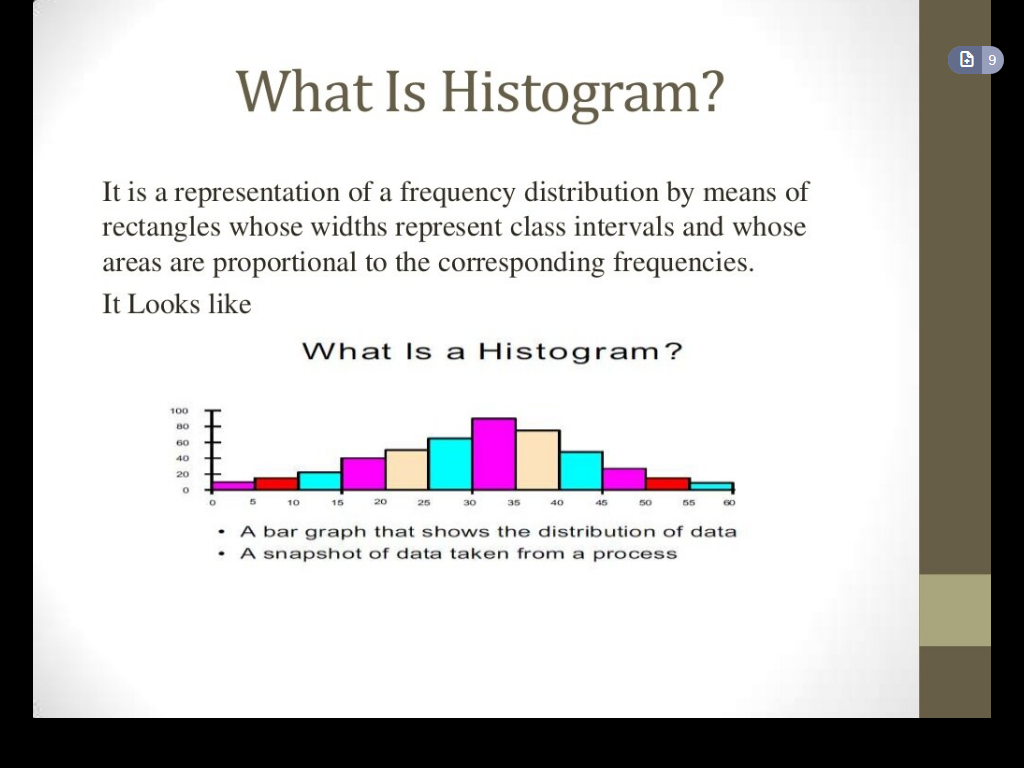 What Is Histogram?
9
It is a representation of a frequency distribution by means of
rectangles whose widths represent class intervals and whose
areas are proportional to the corresponding frequencies.
It Looks like
What Is a Histogram?
100
80
60
40
20
0
0 5 10 15 20 25 30 35 40 45 50 55 60
• A bar graph that shows the distribution of data
• A snapshot of data taken from a process